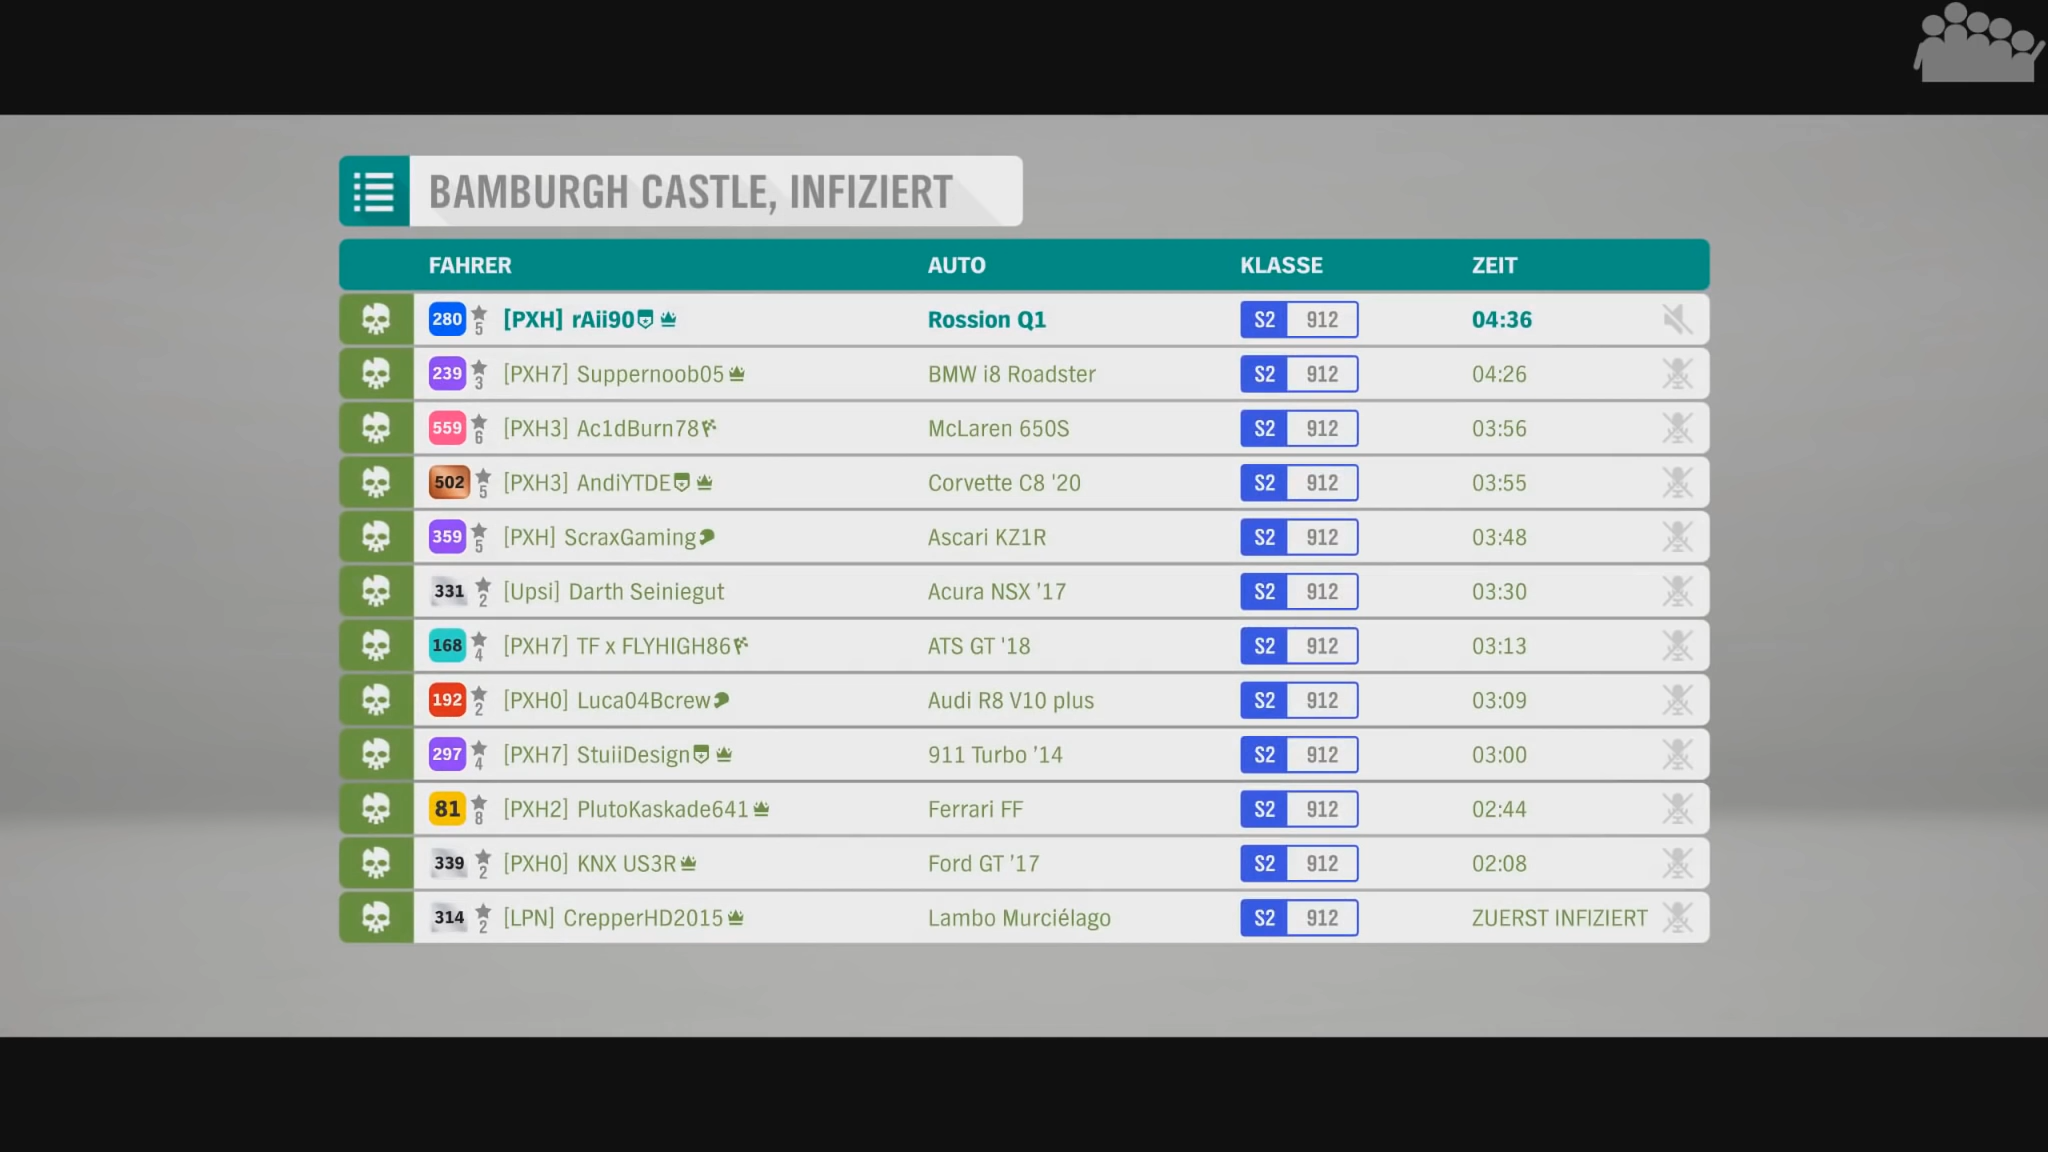 BAMBURGH CASTLE, INFIZIERT
FAHRER AUTO KLASSE ZEIT
280 5 [PXH] rAii90 Rossion Q1 S2 912 04:36
239 3 [PXH7] Suppernoob05 BMW i8 Roadster S2 912 04:26
559 6 [PXH3] Ac1dBurn78 McLaren 650S S2 912 03:56
502 5 [PXH3] AndiYTDE Corvette C8 '20 S2 912 03:55
359 5 [PXH] ScraxGaming Ascari KZ1R S2 912 03:48
331 2 [Upsi] Darth Seiniegut Acura NSX '17 S2 912 03:30
168 4 [PXH7] TF x FLYHIGH86 ATS GT '18 S2 912 03:13
192 2 [PXH0] Luca04Bcrew Audi R8 V10 plus S2 912 03:09
297 4 [PXH7] StuiiDesign 911 Turbo '14 S2 912 03:00
81 8 [PXH2] PlutoKaskade641 Ferrari FF S2 912 02:44
339 2 [PXH0] KNX US3R Ford GT '17 S2 912 02:08
314 2 [LPN] CrepperHD2015 Lambo Murciélago S2 912 ZUERST INFIZIERT